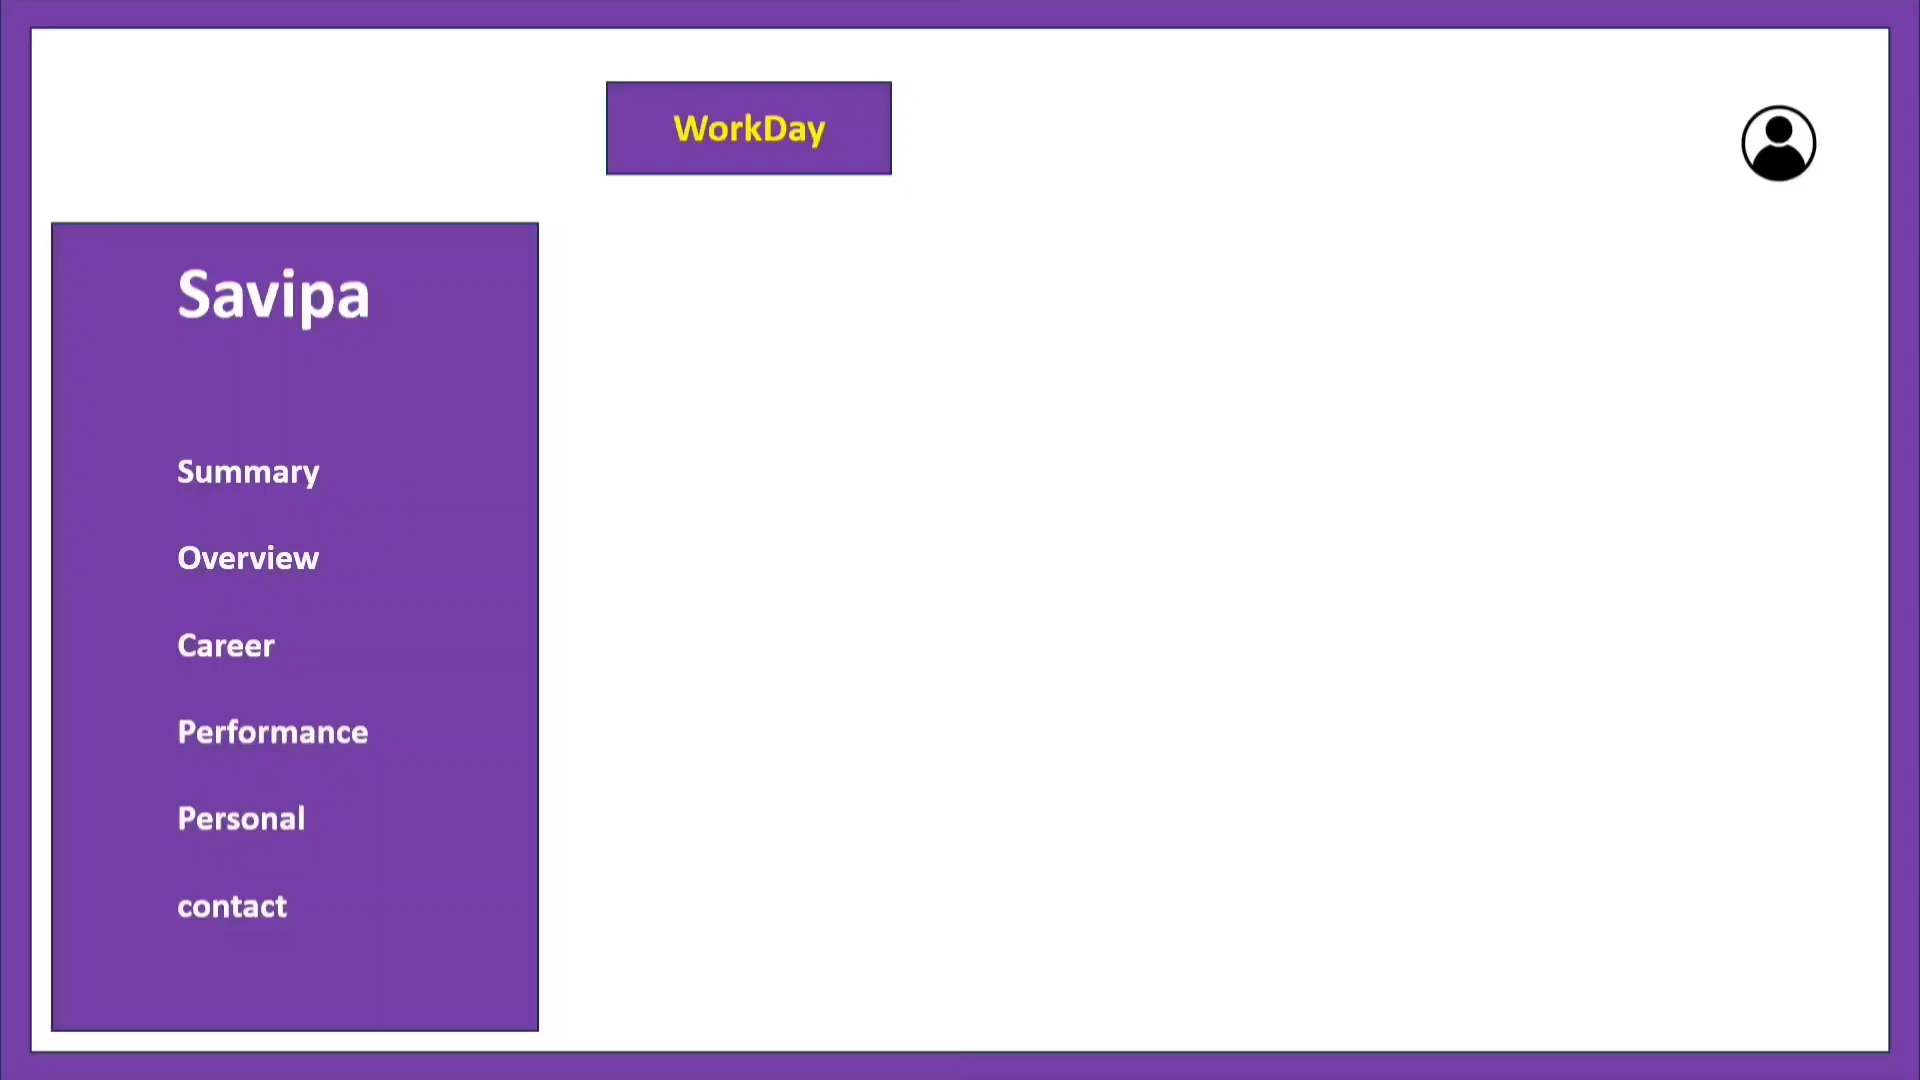 WorkDay
Savipa
Summary
Overview
Career
Performance
Personal
contact